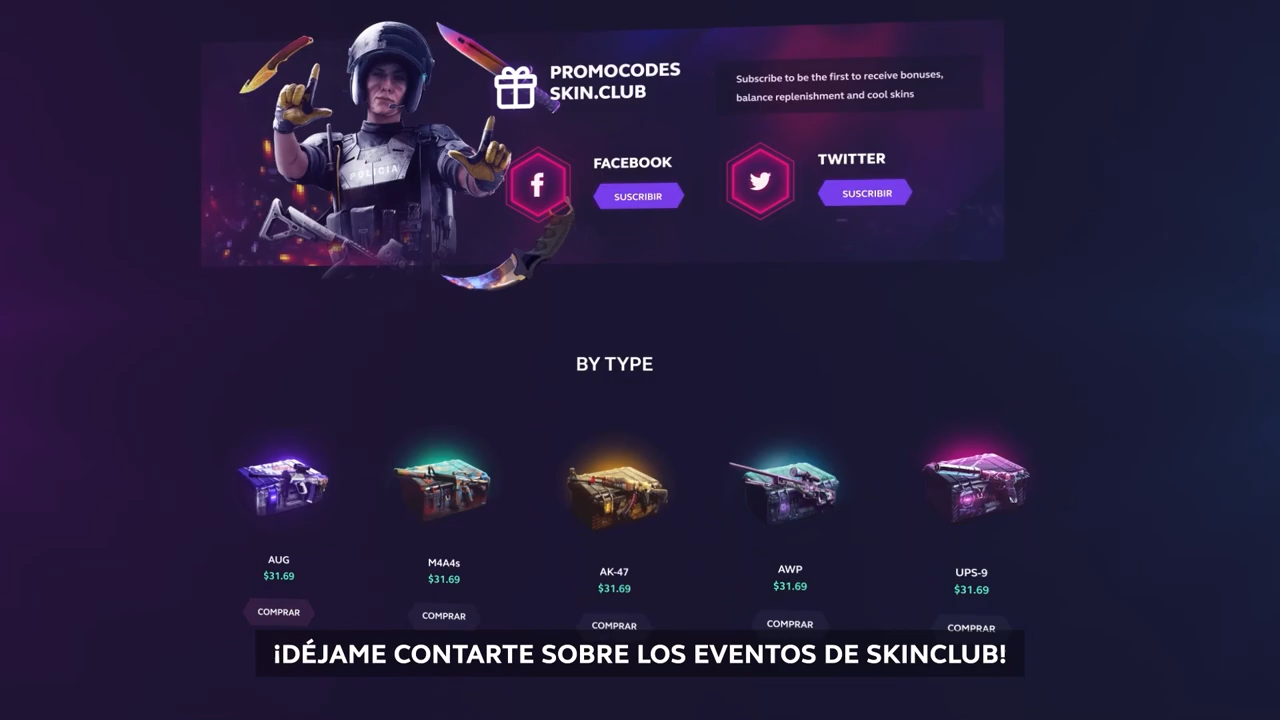 PROMOCODES
SKIN.CLUB
Subscribe to be the first to receive bonuses,
balance replenishment and cool skins
POLICIA
FACEBOOK
SUSCRIBIR
TWITTER
SUSCRIBIR
BY TYPE
AUG
$31.69
COMPRAR
M4A4s
$31.69
COMPRAR
AK-47
$31.69
COMPRAR
AWP
$31.69
COMPRAR
UPS-9
$31.69
COMPRAR
¡DÉJAME CONTARTE SOBRE LOS EVENTOS DE SKINCLUB!